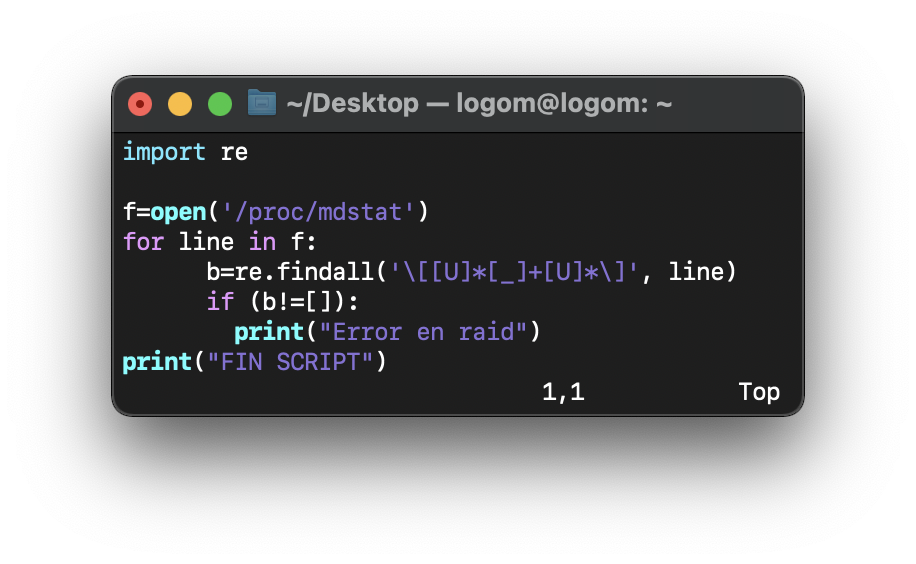 ~/Desktop — logom@logom: ~
import re

f=open('/proc/mdstat')
for line in f:
      b=re.findall('\[[U]*[_]+[U]*\]', line)
      if (b!=[]):
        print("Error en raid")
print("FIN SCRIPT")
1,1 Top